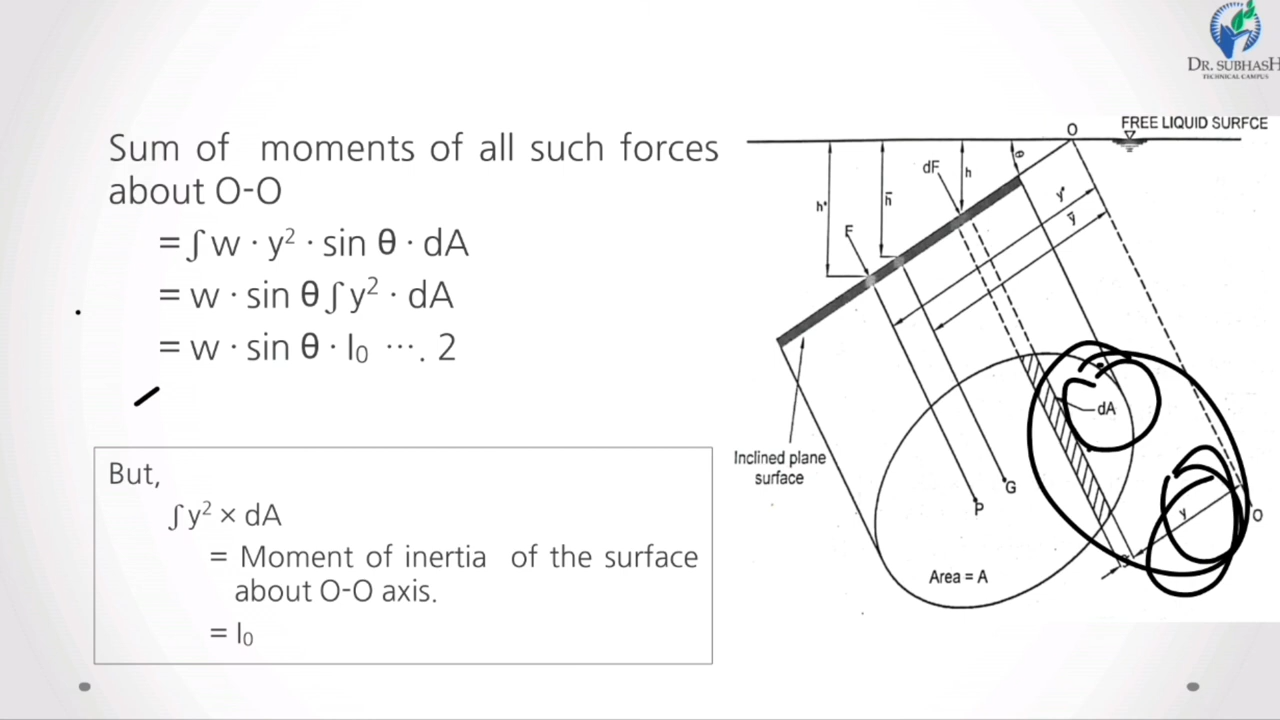 DR. SUBHASH
TECHNICAL CAMPUS
Sum of moments of all such forces
about O-O
= ∫ w · y² · sin θ · dA
= w · sin θ ∫ y² · dA
= w · sin θ · I₀ ···. 2
But,
∫ y² × dA
= Moment of inertia of the surface
about O-O axis.
= I₀
O
FREE LIQUID SURFCE
dF
h
θ
h*
h̄
y*
ȳ
F
dA
Inclined plane
surface
G
P
y
O
Area = A